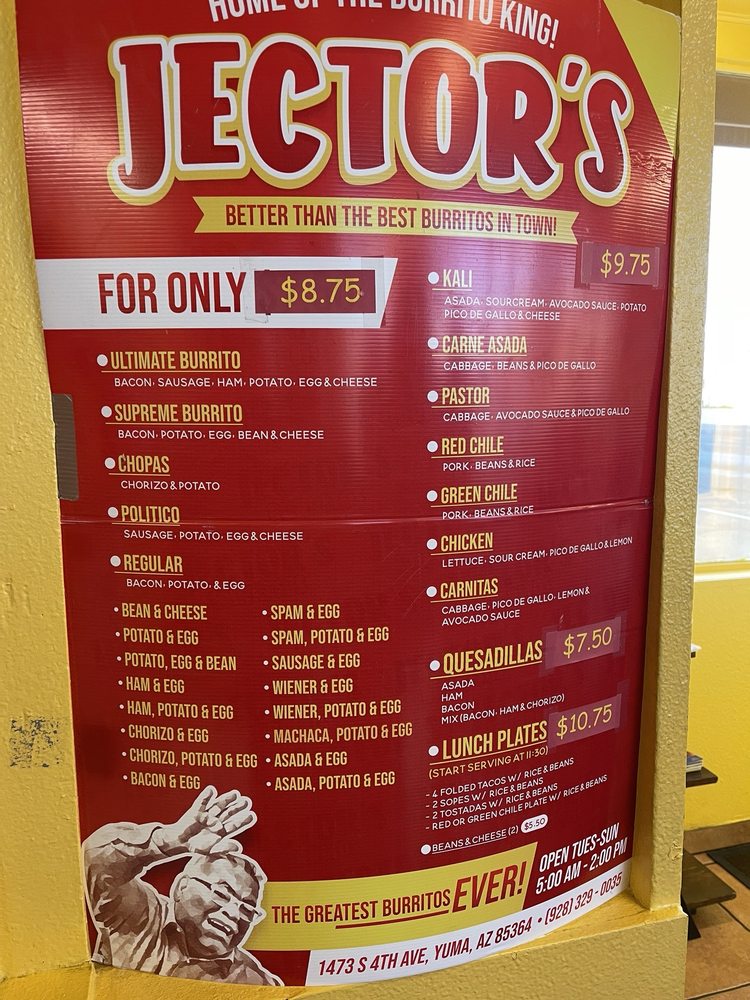 HOME OF THE BURRITO KING!
JECTOR'S
BETTER THAN THE BEST BURRITOS IN TOWN!
FOR ONLY $8.75
ULTIMATE BURRITO
BACON, SAUSAGE, HAM, POTATO, EGG & CHEESE
SUPREME BURRITO
BACON, POTATO, EGG, BEAN & CHEESE
CHOPAS
CHORIZO & POTATO
POLITICO
SAUSAGE, POTATO, EGG & CHEESE
REGULAR
BACON, POTATO, & EGG
• BEAN & CHEESE
• POTATO & EGG
• POTATO, EGG & BEAN
• HAM & EGG
• HAM, POTATO & EGG
• CHORIZO & EGG
• CHORIZO, POTATO & EGG
• BACON & EGG
• SPAM & EGG
• SPAM, POTATO & EGG
• SAUSAGE & EGG
• WIENER & EGG
• WIENER, POTATO & EGG
• MACHACA, POTATO & EGG
• ASADA & EGG
• ASADA, POTATO & EGG
$9.75
KALI
ASADA, SOURCREAM, AVOCADO SAUCE, POTATO
PICO DE GALLO & CHEESE
CARNE ASADA
CABBAGE, BEANS & PICO DE GALLO
PASTOR
CABBAGE, AVOCADO SAUCE & PICO DE GALLO
RED CHILE
PORK, BEANS & RICE
GREEN CHILE
PORK, BEANS & RICE
CHICKEN
LETTUCE, SOUR CREAM, PICO DE GALLO & LEMON
CARNITAS
CABBAGE, PICO DE GALLO, LEMON &
AVOCADO SAUCE
QUESADILLAS $7.50
ASADA
HAM
BACON
MIX (BACON, HAM & CHORIZO)
LUNCH PLATES $10.75
(START SERVING AT 11:30)
- 4 FOLDED TACOS W/ RICE & BEANS
- 2 SOPES W/ RICE & BEANS
- 2 TOSTADAS W/ RICE & BEANS
- RED OR GREEN CHILE PLATE W/ RICE & BEANS
BEANS & CHEESE (2) $5.50
THE GREATEST BURRITOS EVER!
OPEN TUES-SUN
5:00 AM - 2:00 PM
1473 S 4TH AVE, YUMA, AZ 85364 • (928) 329 - 0035